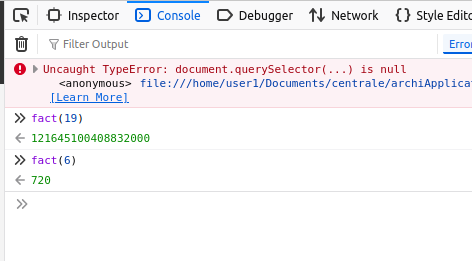 Inspector Console Debugger Network Style Edito
Filter Output Erro
Uncaught TypeError: document.querySelector(...) is null
<anonymous> file:///home/user1/Documents/centrale/archiApplicat
[Learn More]
fact(19)
121645100408832000
fact(6)
720